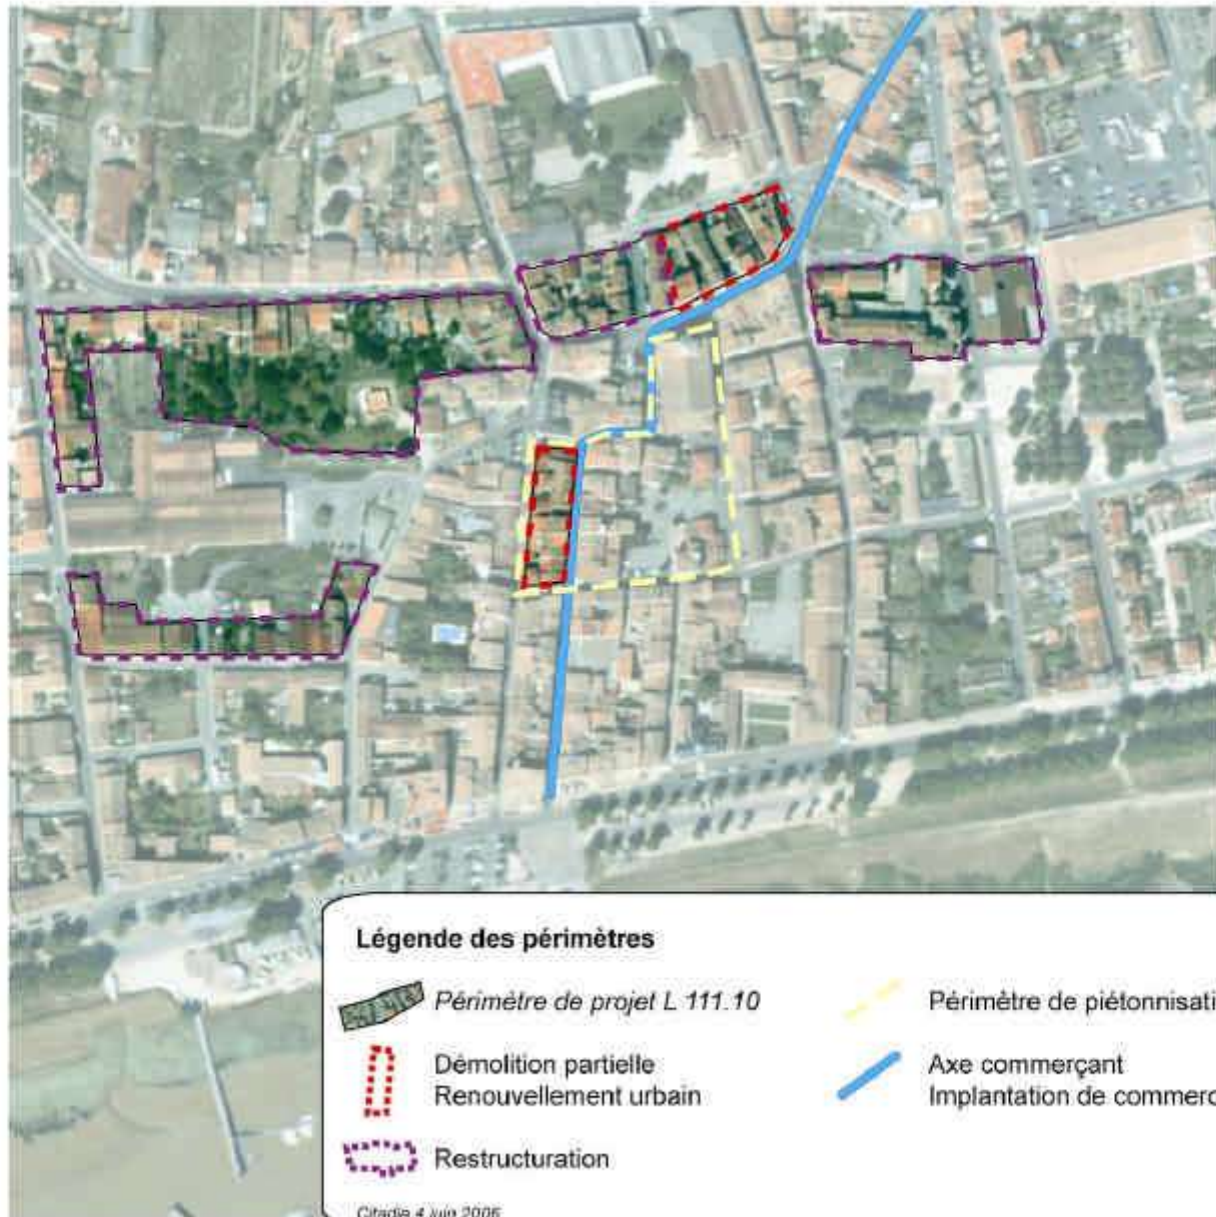 Légende des périmètres
Périmètre de projet L 111.10
Démolition partielle
Renouvellement urbain
Restructuration
Périmètre de piétonnisati
Axe commerçant
Implantation de commerc
Citadia 4 juin 2006